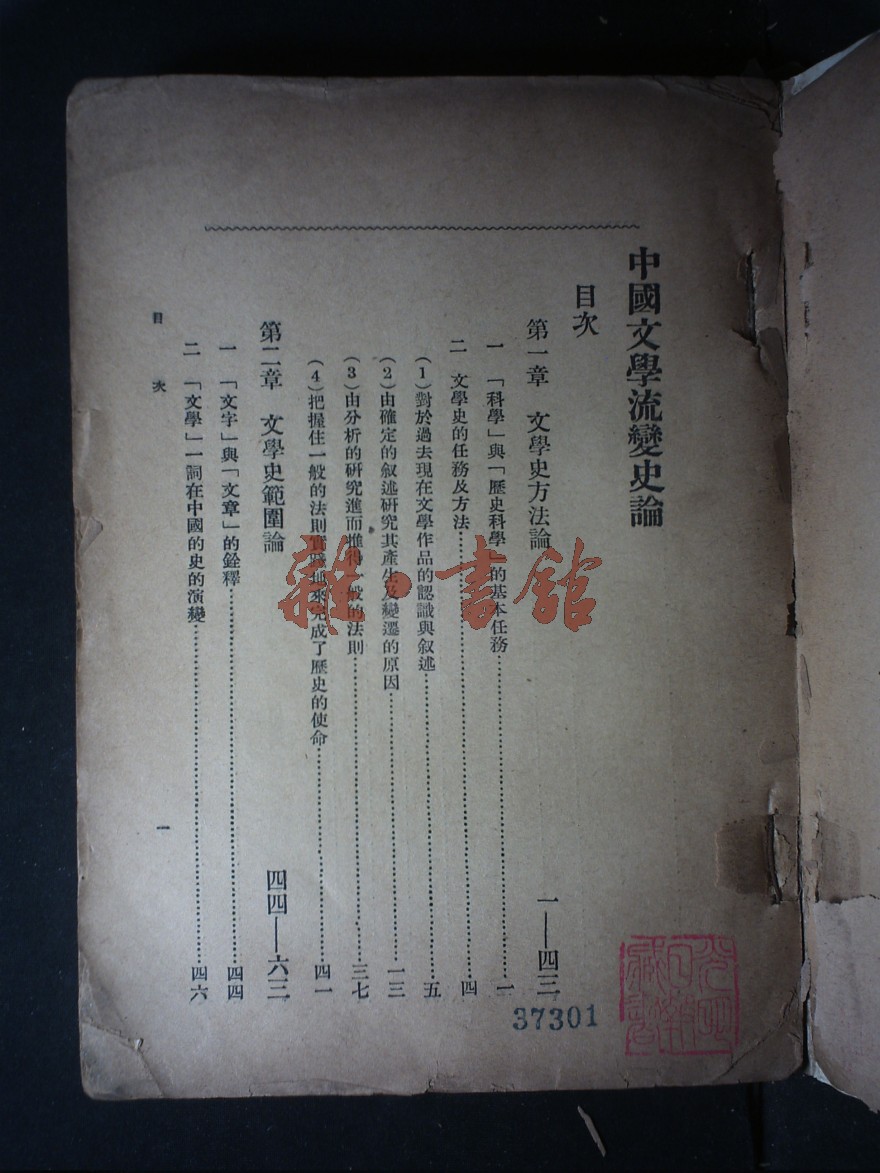 中國文學流變史論
目次
第一章 文學史方法論 一—四三
一 「科學」與「歷史科學」的基本任務 一
二 文學史的任務及方法 四
(1)對於過去現在文學作品的認識與叙述 五
(2)由確定的叙述研究其產生及變遷的原因 一三
(3)由分析的研究進而惟得一般的法則 三七
(4)把握住一般的法則實踐起來完成了歷史的使命 四一
第二章 文學史範圍論 四四—六三
一 「文字」與「文章」的銓釋 四四
二 「文學」一詞在中國的史的演變 四六
目次 一
37301
雜·書館